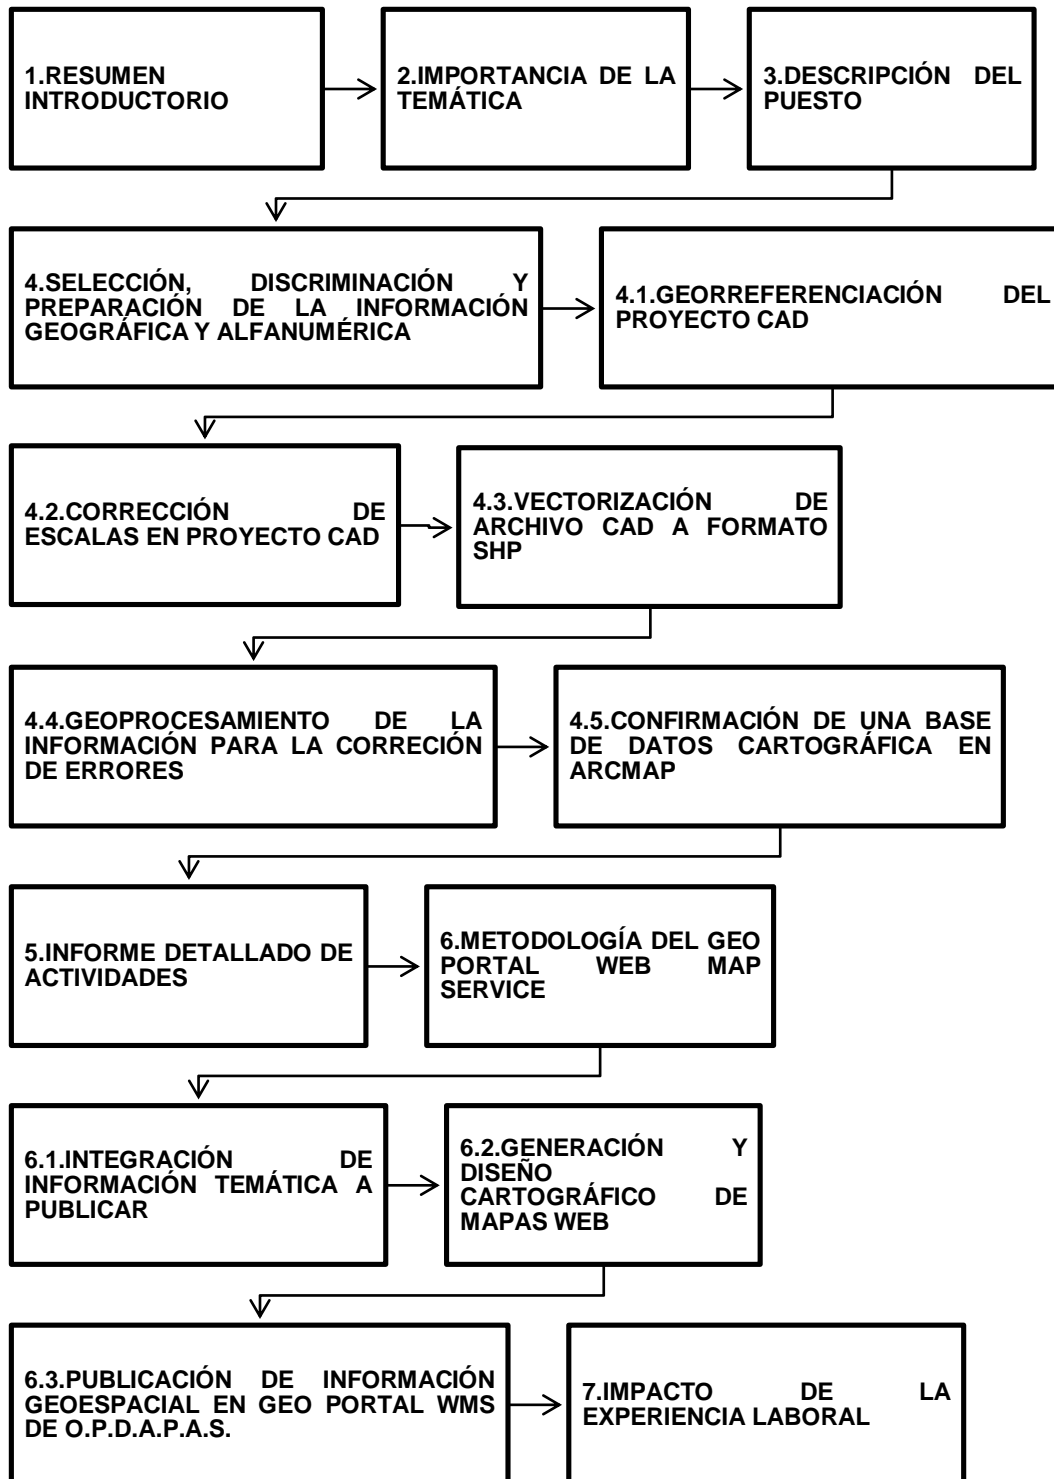 1.RESUMEN
INTRODUCTORIO
2.IMPORTANCIA DE LA
TEMÁTICA
3.DESCRIPCIÓN DEL
PUESTO
4.SELECCIÓN, DISCRIMINACIÓN Y
PREPARACIÓN DE LA INFORMACIÓN
GEOGRÁFICA Y ALFANUMÉRICA
4.1.GEORREFERENCIACIÓN DEL
PROYECTO CAD
4.2.CORRECCIÓN DE
ESCALAS EN PROYECTO CAD
4.3.VECTORIZACIÓN DE
ARCHIVO CAD A FORMATO
SHP
4.4.GEOPROCESAMIENTO DE LA
INFORMACIÓN PARA LA CORRECIÓN
DE ERRORES
4.5.CONFIRMACIÓN DE UNA BASE
DE DATOS CARTOGRÁFICA EN
ARCMAP
5.INFORME DETALLADO DE
ACTIVIDADES
6.METODOLOGÍA DEL GEO
PORTAL WEB MAP
SERVICE
6.1.INTEGRACIÓN DE
INFORMACIÓN TEMÁTICA A
PUBLICAR
6.2.GENERACIÓN Y
DISEÑO
CARTOGRÁFICO DE
MAPAS WEB
6.3.PUBLICACIÓN DE INFORMACIÓN
GEOESPACIAL EN GEO PORTAL WMS
DE O.P.D.A.P.A.S.
7.IMPACTO DE LA
EXPERIENCIA LABORAL